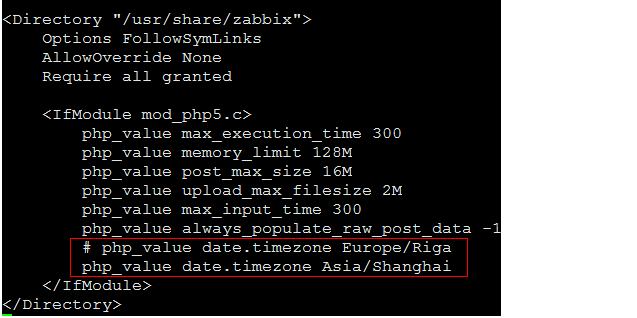 <Directory "/usr/share/zabbix">
    Options FollowSymLinks
    AllowOverride None
    Require all granted

    <IfModule mod_php5.c>
        php_value max_execution_time 300
        php_value memory_limit 128M
        php_value post_max_size 16M
        php_value upload_max_filesize 2M
        php_value max_input_time 300
        php_value always_populate_raw_post_data -1
        # php_value date.timezone Europe/Riga
        php_value date.timezone Asia/Shanghai
    </IfModule>
</Directory>